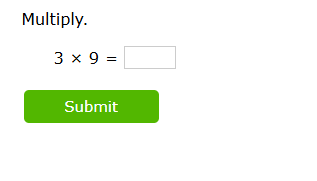 Multiply.
3 × 9 =
Submit